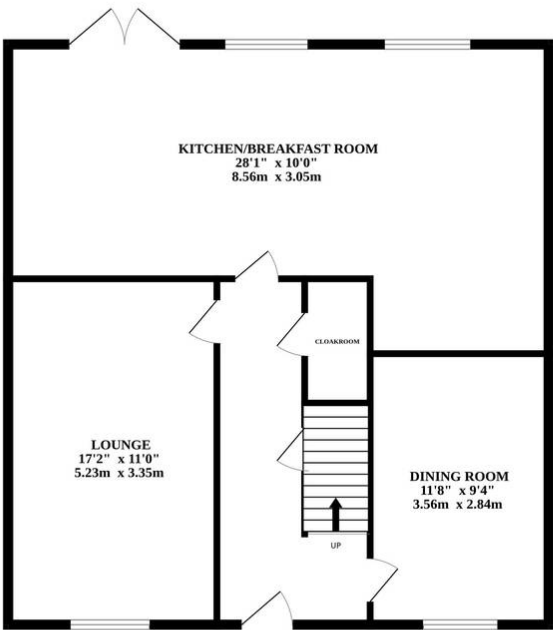 KITCHEN/BREAKFAST ROOM
28'1" x 10'0"
8.56m x 3.05m
CLOAKROOM
LOUNGE
17'2" x 11'0"
5.23m x 3.35m
DINING ROOM
11'8" x 9'4"
3.56m x 2.84m
UP